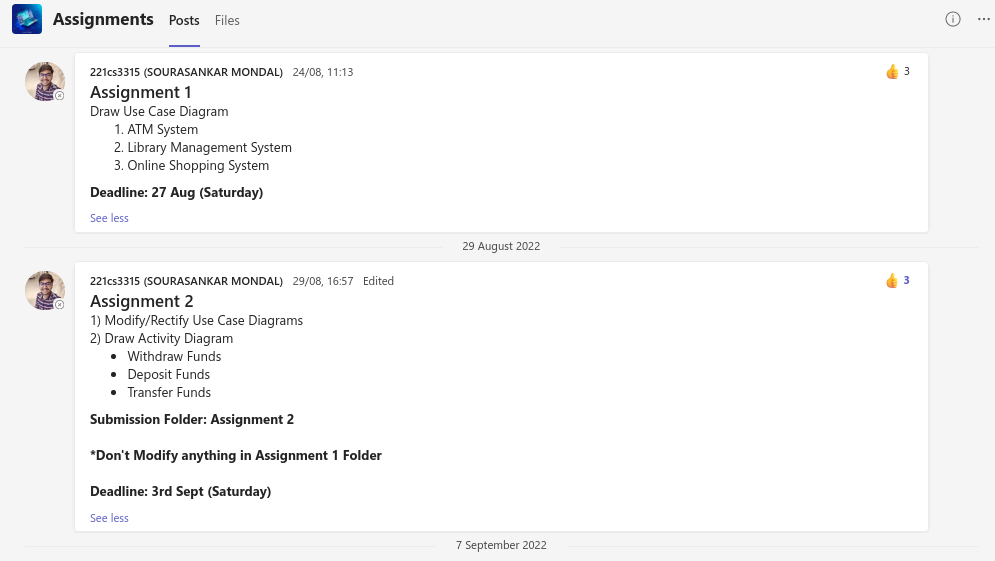 Assignments Posts Files
221cs3315 (SOURASANKAR MONDAL) 24/08, 11:13 3
Assignment 1
Draw Use Case Diagram
1. ATM System
2. Library Management System
3. Online Shopping System
Deadline: 27 Aug (Saturday)
See less
29 August 2022
221cs3315 (SOURASANKAR MONDAL) 29/08, 16:57 Edited 3
Assignment 2
1) Modify/Rectify Use Case Diagrams
2) Draw Activity Diagram
• Withdraw Funds
• Deposit Funds
• Transfer Funds
Submission Folder: Assignment 2
*Don't Modify anything in Assignment 1 Folder
Deadline: 3rd Sept (Saturday)
See less
7 September 2022